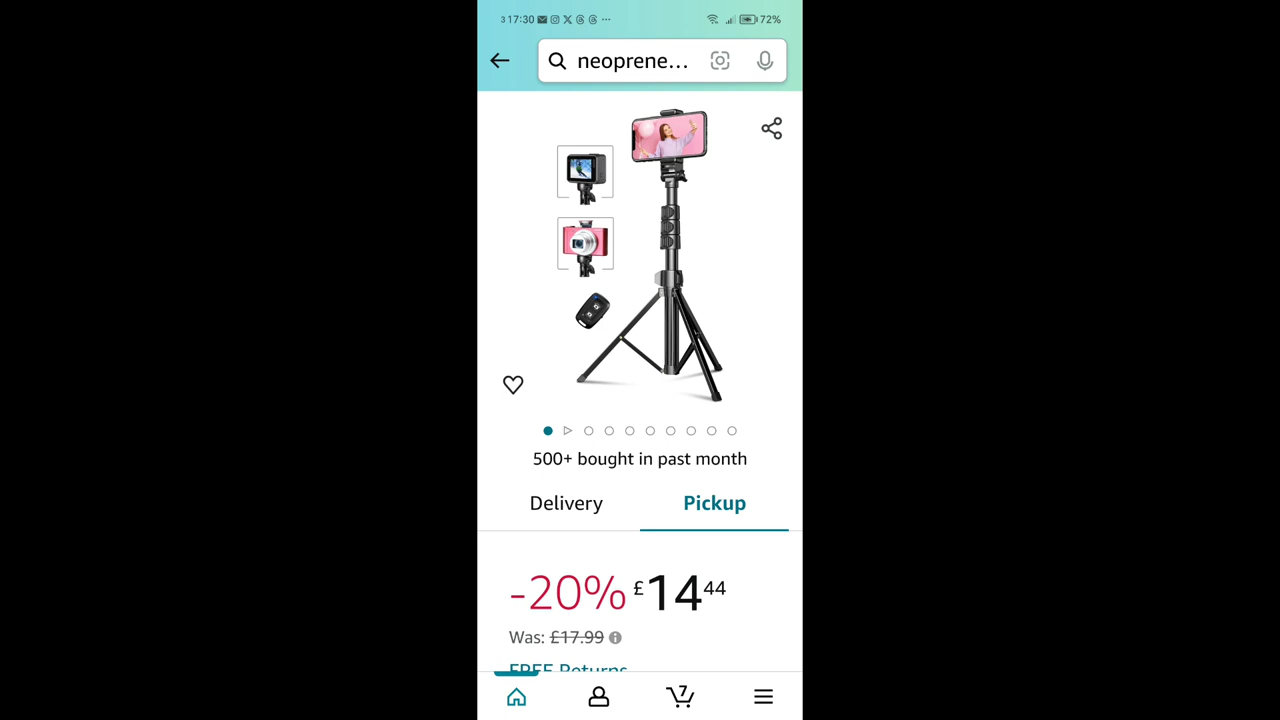 3 17:30 72%
neoprene...
500+ bought in past month
Delivery Pickup
-20% £14 44
Was: £17.99
FREE Returns
7